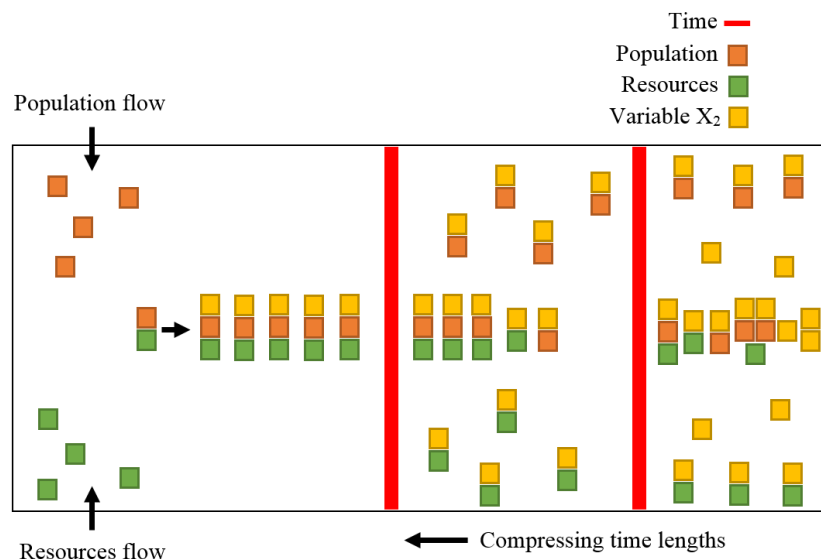 Time
Population
Resources
Variable X₂
Population flow
Compressing time lengths
Resources flow